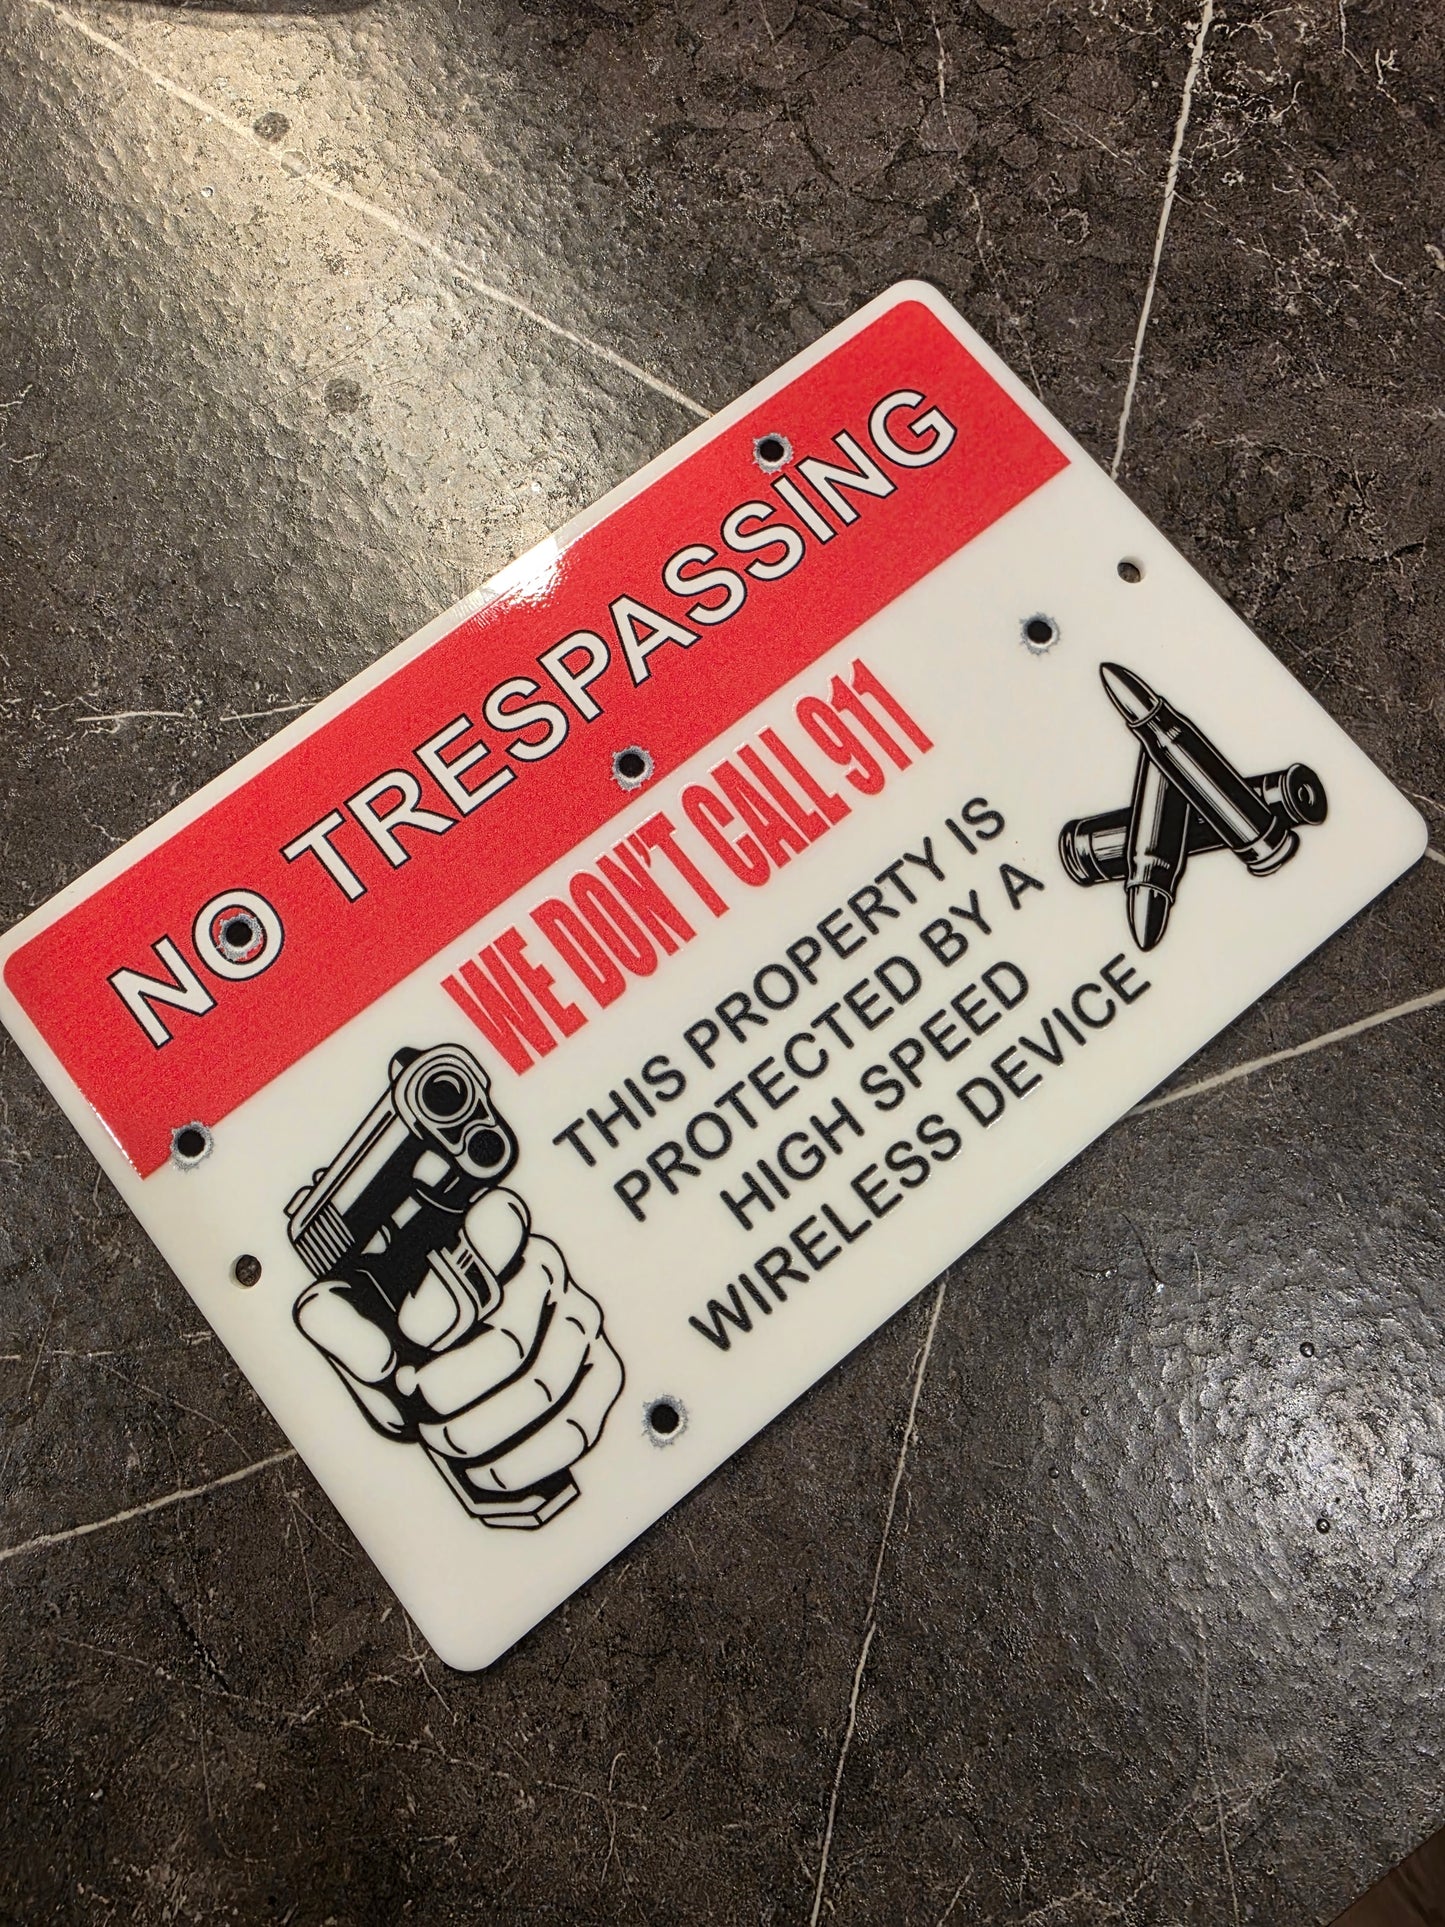 NO TRESPASSING
WE DON'T CALL 911
THIS PROPERTY IS
PROTECTED BY A
HIGH SPEED
WIRELESS DEVICE